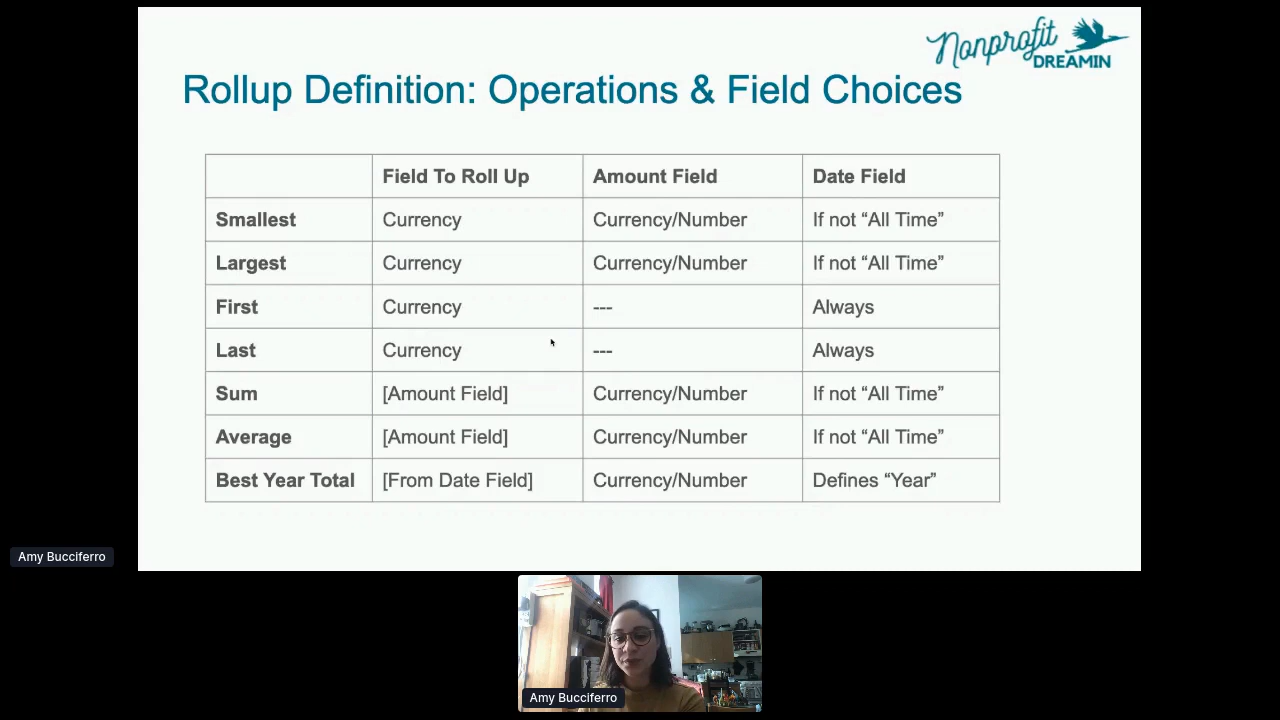 Nonprofit
DREAMIN
Rollup Definition: Operations & Field Choices
Field To Roll Up Amount Field Date Field
Smallest Currency Currency/Number If not “All Time”
Largest Currency Currency/Number If not “All Time”
First Currency --- Always
Last Currency --- Always
Sum [Amount Field] Currency/Number If not “All Time”
Average [Amount Field] Currency/Number If not “All Time”
Best Year Total [From Date Field] Currency/Number Defines “Year”
Amy Bucciferro
Amy Bucciferro